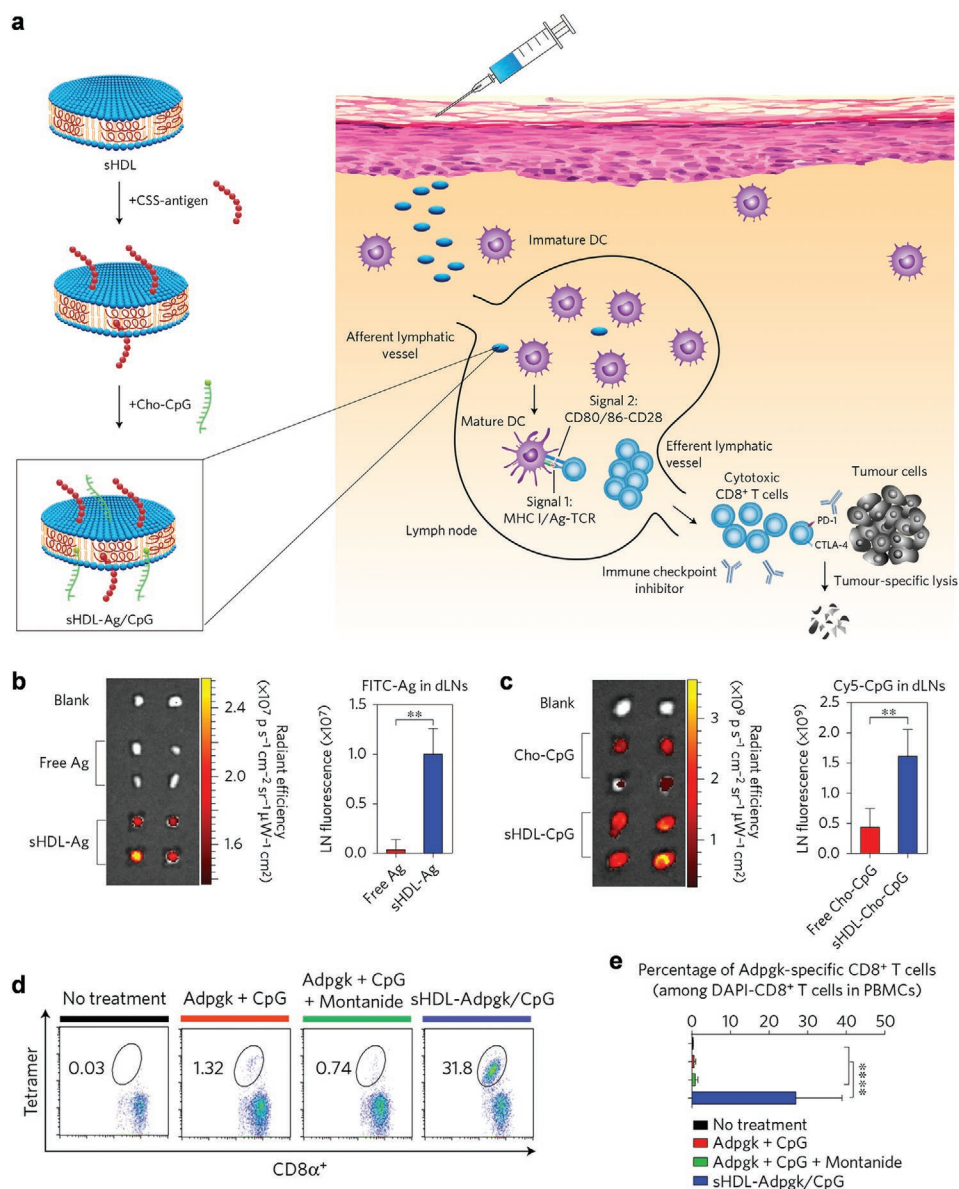 a
sHDL
+CSS-antigen
+Cho-CpG
sHDL-Ag/CpG
Immature DC
Afferent lymphatic
vessel
Signal 2:
CD80/86-CD28
Mature DC
Efferent lymphatic
vessel
Signal 1:
MHC I/Ag-TCR
Lymph node
Cytotoxic
CD8⁺ T cells
Tumour cells
PD-1
CTLA-4
Immune checkpoint
inhibitor
Tumour-specific lysis
b
Blank
Free Ag
sHDL-Ag
2.4
2.0
1.6
Radiant efficiency
(×10⁷ p s⁻¹ cm⁻² sr⁻¹ μW⁻¹ cm²)
FITC-Ag in dLNs
LN fluorescence (×10⁷)
1.5
1.0
0.5
0.0
**
Free Ag
sHDL-Ag
c
Blank
Cho-CpG
sHDL-CpG
3
2
1
Radiant efficiency
(×10⁹ p s⁻¹ cm⁻² sr⁻¹ μW⁻¹ cm²)
Cy5-CpG in dLNs
LN fluorescence (×10⁹)
2.5
2.0
1.5
1.0
0.5
0.0
**
Free Cho-CpG
sHDL-Cho-CpG
d
No treatment
Adpgk + CpG
Adpgk + CpG
+ Montanide
sHDL-Adpgk/CpG
Tetramer
0.03
1.32
0.74
31.8
CD8α⁺
e
Percentage of Adpgk-specific CD8⁺ T cells
(among DAPI-CD8⁺ T cells in PBMCs)
0 10 20 30 40 50
****
No treatment
Adpgk + CpG
Adpgk + CpG + Montanide
sHDL-Adpgk/CpG